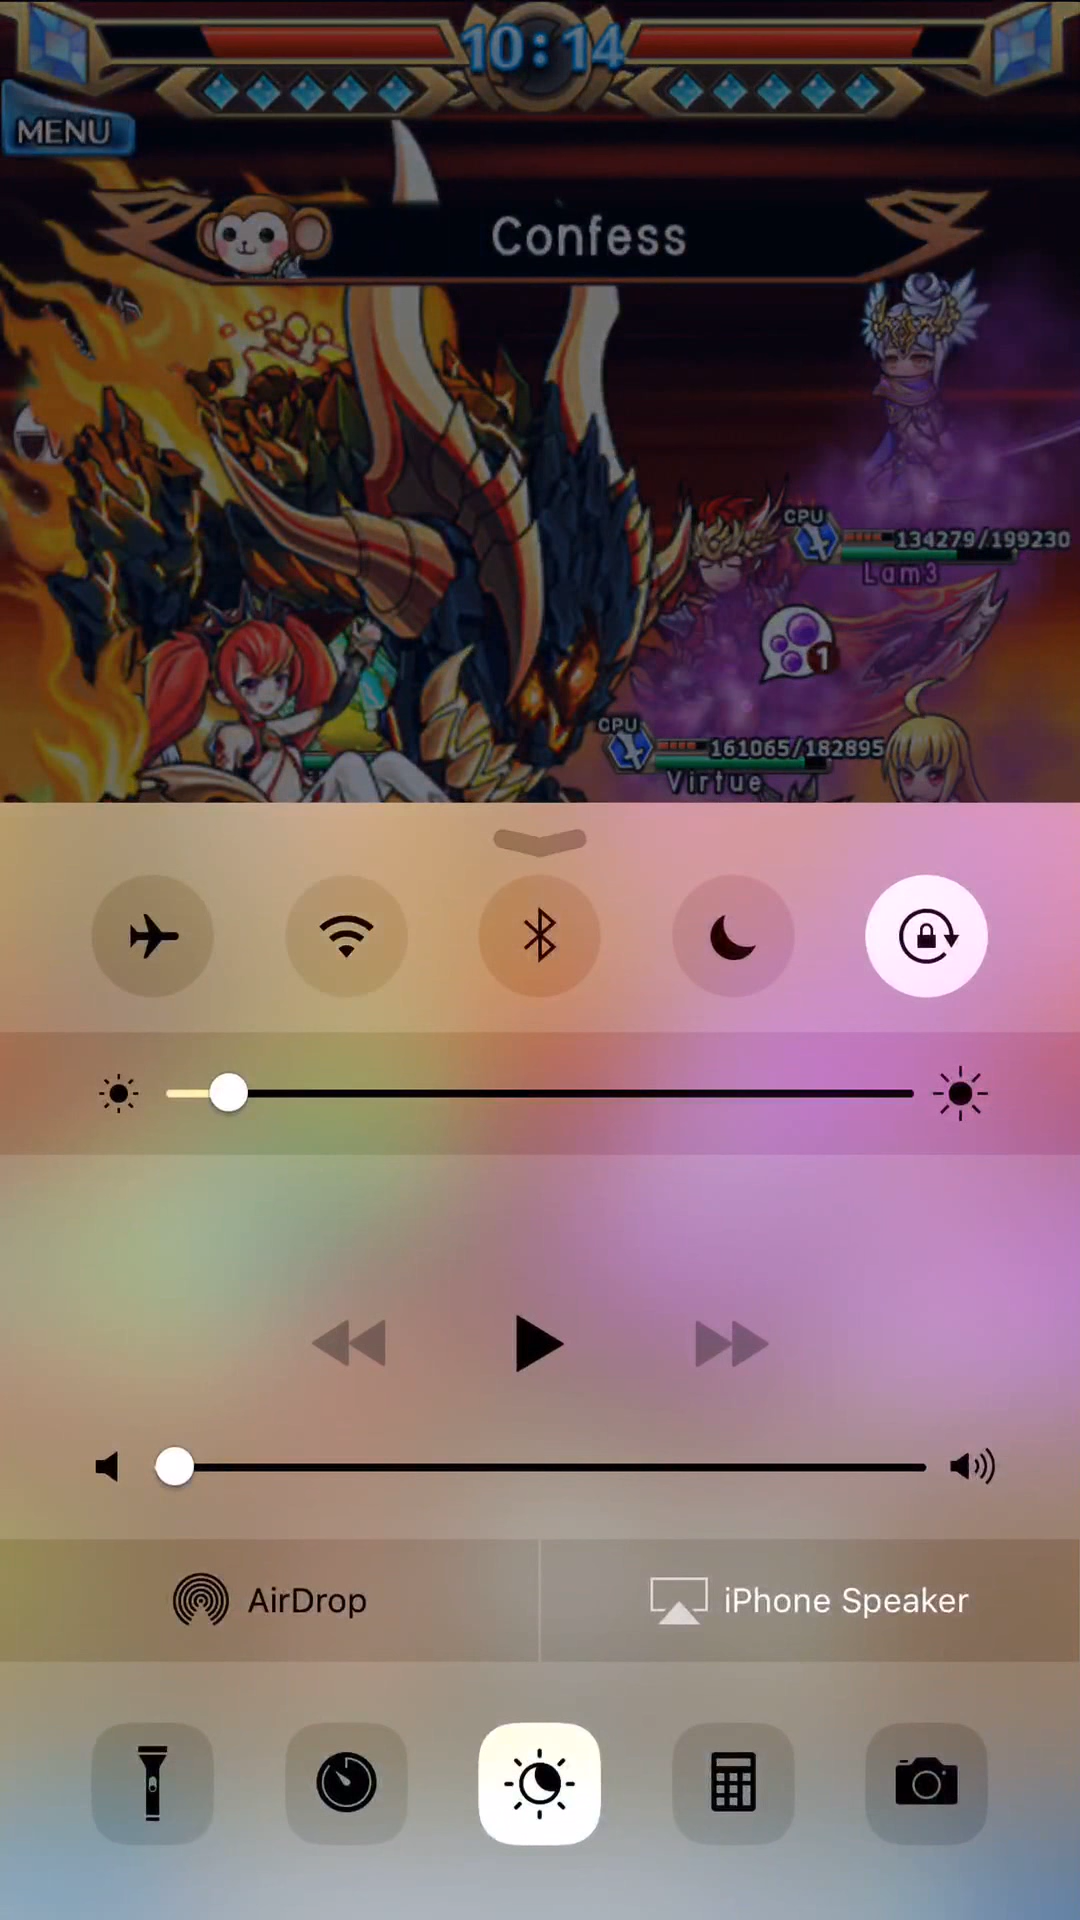 10:14
MENU
Confess
CPU
134279/199230
Lam3
1
CPU
161065/182895
Virtue
AirDrop
iPhone Speaker